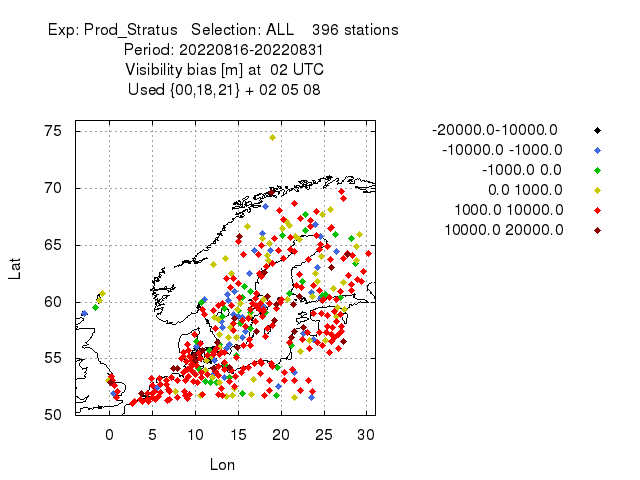 Exp: Prod_Stratus   Selection: ALL    396 stations
Period: 20220816-20220831
Visibility bias [m] at  02 UTC
Used {00,18,21} + 02 05 08
-20000.0-10000.0
-10000.0 -1000.0
-1000.0 0.0
0.0 1000.0
1000.0 10000.0
10000.0 20000.0
75
70
65
60
55
50
Lat
0 5 10 15 20 25 30
Lon